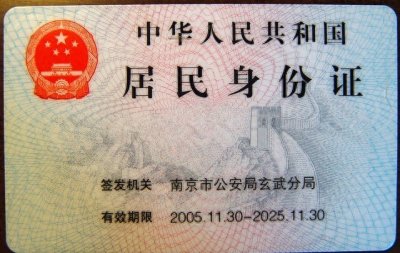 中华人民共和国
居民身份证
签发机关 南京市公安局玄武分局
有效期限 2005.11.30-2025.11.30